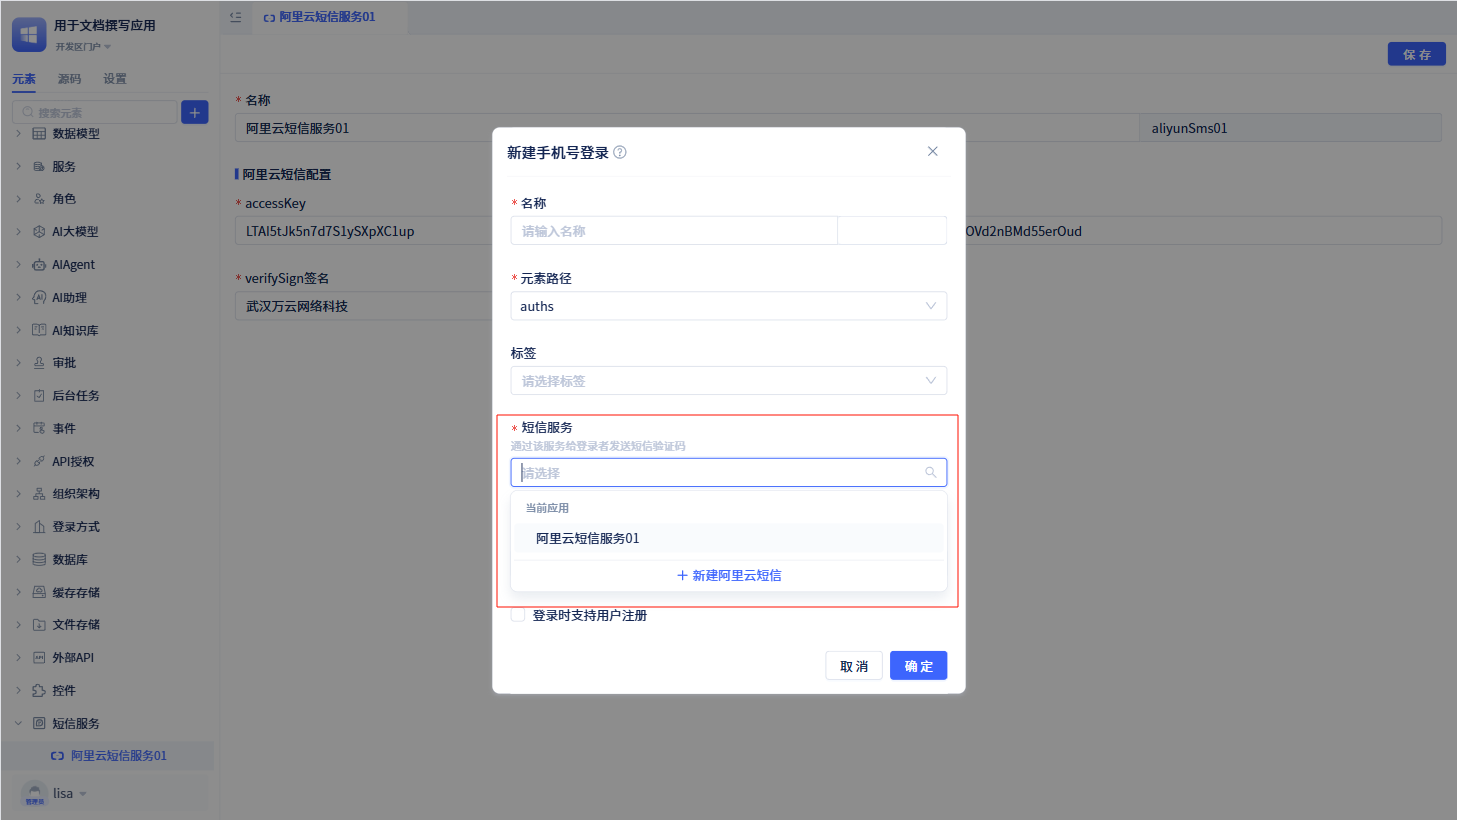 用于文档撰写应用
开发区门户
元素 源码 设置
搜索元素
数据模型
服务
角色
AI大模型
AIAgent
AI助理
AI知识库
审批
后台任务
事件
API授权
组织架构
登录方式
数据库
缓存存储
文件存储
外部API
控件
短信服务
阿里云短信服务01
管理员
lisa
阿里云短信服务01
保存
* 名称
阿里云短信服务01
aliyunSms01
阿里云短信配置
* accessKey
LTAI5tJk5n7d7S1ySXpXC1up
OVd2nBMd55erOud
* verifySign签名
武汉万云网络科技
新建手机号登录
* 名称
请输入名称
* 元素路径
auths
标签
请选择标签
* 短信服务
通过该服务给登录者发送短信验证码
请选择
当前应用
阿里云短信服务01
+ 新建阿里云短信
登录时支持用户注册
取消
确定